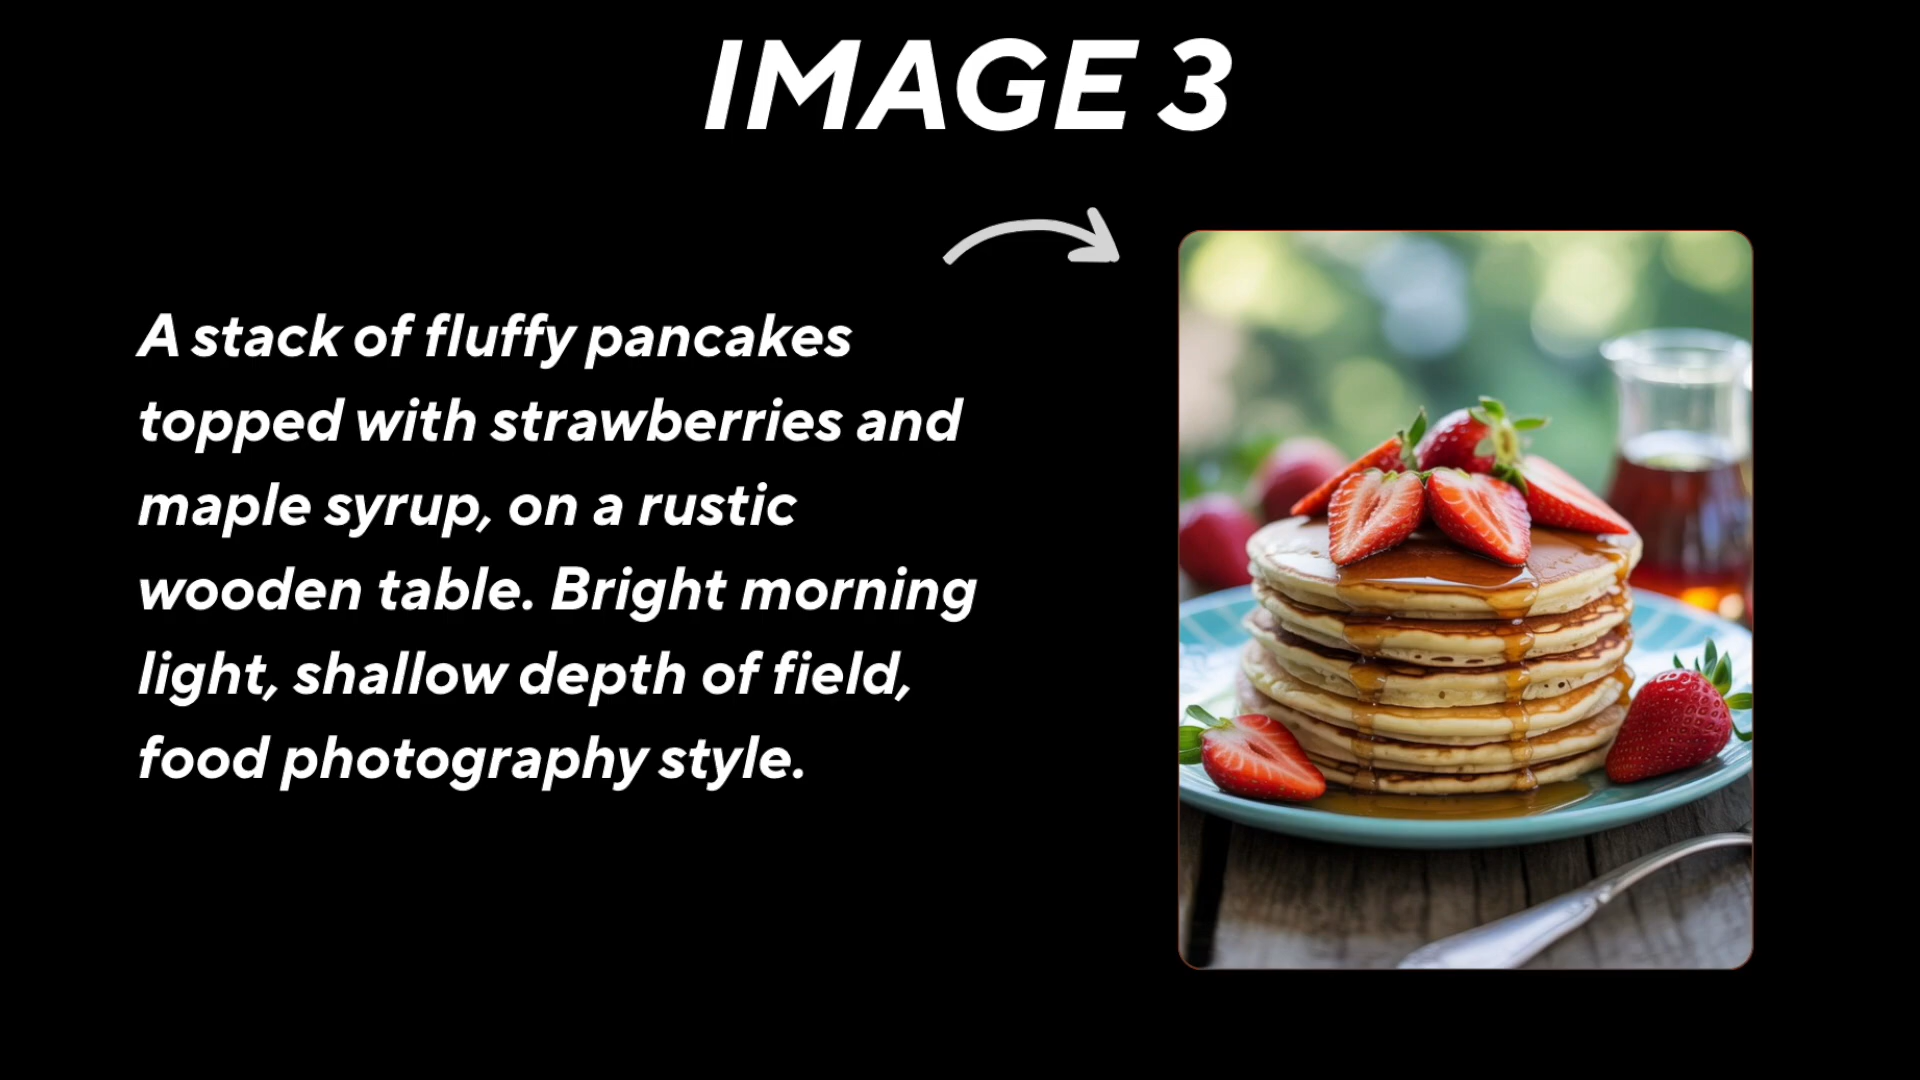 IMAGE 3
A stack of fluffy pancakes
topped with strawberries and
maple syrup, on a rustic
wooden table. Bright morning
light, shallow depth of field,
food photography style.